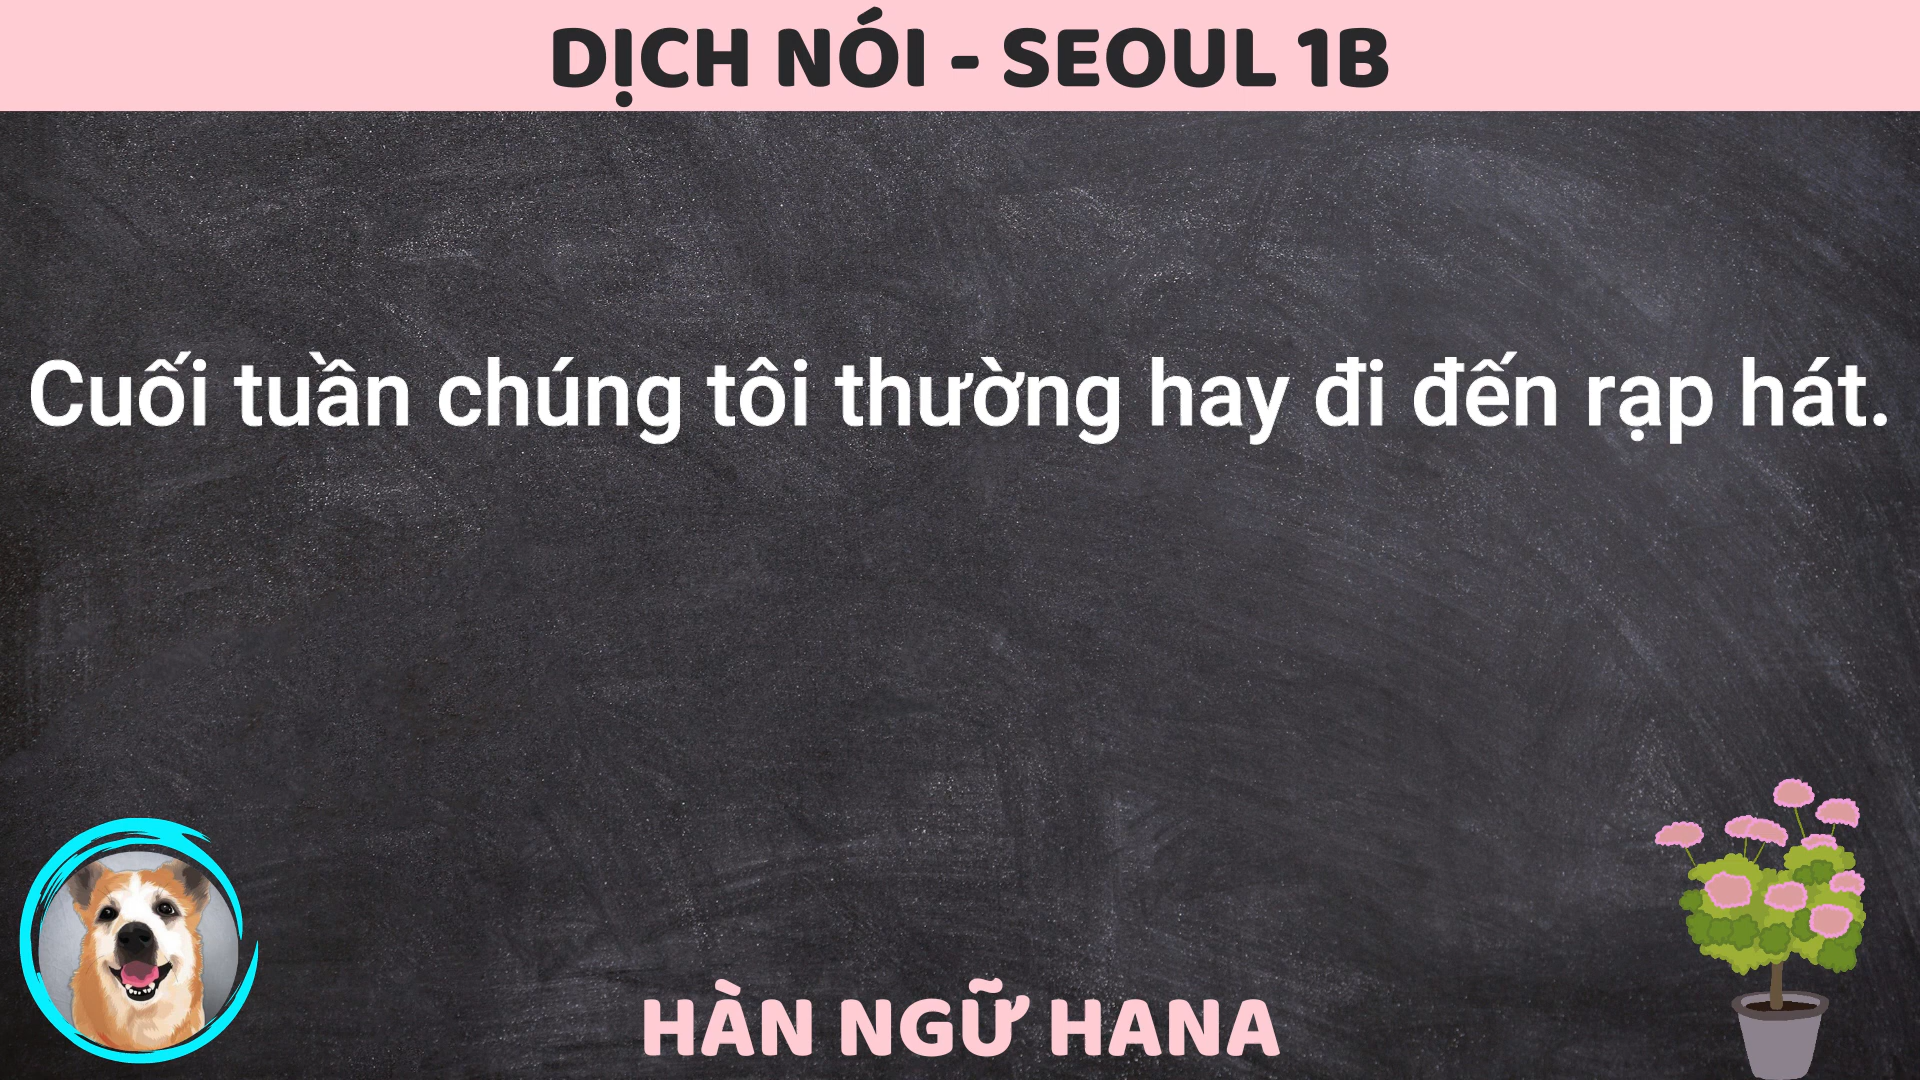 DỊCH NÓI - SEOUL 1B
Cuối tuần chúng tôi thường hay đi đến rạp hát.
HÀN NGỮ HANA